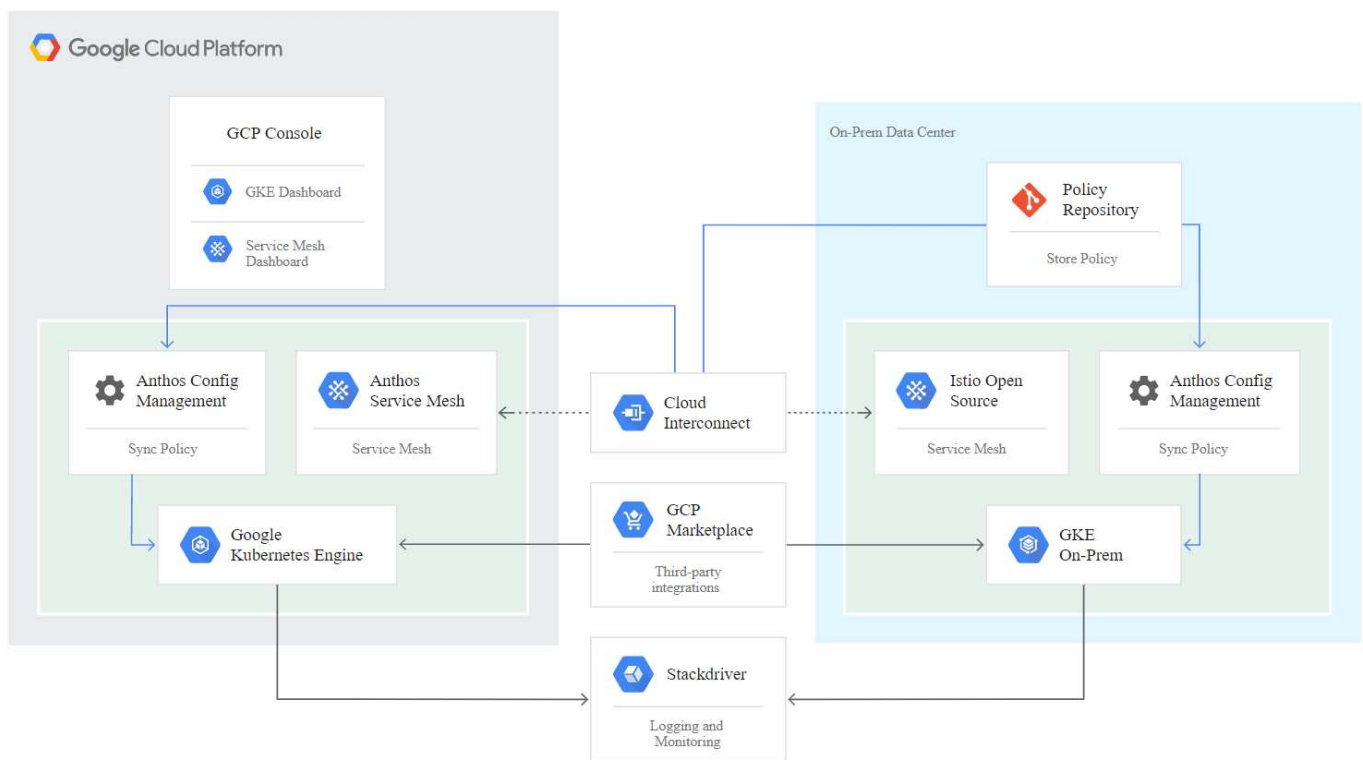 Google Cloud Platform
GCP Console
GKE Dashboard
Service Mesh
Dashboard
On-Prem Data Center
Policy
Repository
Store Policy
Anthos Config
Management
Sync Policy
Anthos
Service Mesh
Service Mesh
Cloud
Interconnect
Istio Open
Source
Service Mesh
Anthos Config
Management
Sync Policy
Google
Kubernetes Engine
GCP
Marketplace
Third-party
integrations
GKE
On-Prem
Stackdriver
Logging and
Monitoring